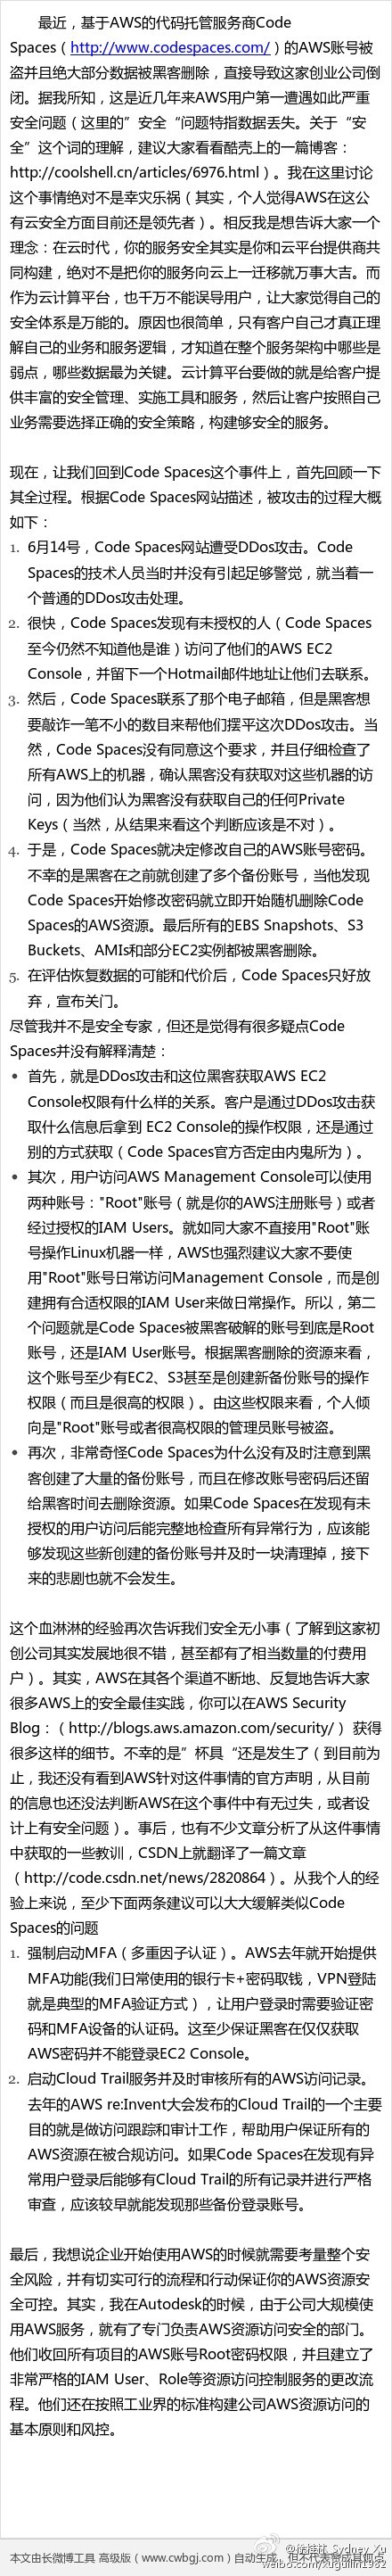 最近，基于AWS的代码托管服务商Code
Spaces（http://www.codespaces.com/）的AWS账号被
盗并且绝大部分数据被黑客删除，直接导致这家创业公司倒
闭。据我所知，这是近几年来AWS用户第一遭遇如此严重
安全问题（这里的”安全“问题特指数据丢失。关于“安
全”这个词的理解，建议大家看看酷壳上的一篇博客：
http://coolshell.cn/articles/6976.html）。我在这里讨论
这个事情绝对不是幸灾乐祸（其实，个人觉得AWS在这公
有云安全方面目前还是领先者）。相反我是想告诉大家一个
理念：在云时代，你的服务安全其实是你和云平台提供商共
同构建，绝对不是把你的服务向云上一迁移就万事大吉。而
作为云计算平台，也千万不能误导用户，让大家觉得自己的
安全体系是万能的。原因也很简单，只有客户自己才真正理
解自己的业务和服务逻辑，才知道在整个服务架构中哪些是
弱点，哪些数据最为关键。云计算平台要做的就是给客户提
供丰富的安全管理、实施工具和服务，然后让客户按照自己
业务需要选择正确的安全策略，构建够安全的服务。
现在，让我们回到Code Spaces这个事件上，首先回顾一下
其全过程。根据Code Spaces网站描述，被攻击的过程大概
如下：
1. 6月14号，Code Spaces网站遭受DDos攻击。Code
Spaces的技术人员当时并没有引起足够警觉，就当着一
个普通的DDos攻击处理。
2. 很快，Code Spaces发现有未授权的人（Code Spaces
至今仍然不知道他是谁）访问了他们的AWS EC2
Console，并留下一个Hotmail邮件地址让他们去联系。
3. 然后，Code Spaces联系了那个电子邮箱，但是黑客想
要敲诈一笔不小的数目来帮他们摆平这次DDos攻击。当
然，Code Spaces没有同意这个要求，并且仔细检查了
所有AWS上的机器，确认黑客没有获取对这些机器的访
问，因为他们认为黑客没有获取自己的任何Private
Keys（当然，从结果来看这个判断应该是不对）。
4. 于是，Code Spaces就决定修改自己的AWS账号密码。
不幸的是黑客在之前就创建了多个备份账号，当他发现
Code Spaces开始修改密码就立即开始随机删除Code
Spaces的AWS资源。最后所有的EBS Snapshots、S3
Buckets、AMIs和部分EC2实例都被黑客删除。
5. 在评估恢复数据的可能和代价后，Code Spaces只好放
弃，宣布关门。
尽管我并不是安全专家，但还是觉得有很多疑点Code
Spaces并没有解释清楚：
• 首先，就是DDos攻击和这位黑客获取AWS EC2
Console权限有什么样的关系。客户是通过DDos攻击获
取什么信息后拿到 EC2 Console的操作权限，还是通过
别的方式获取（Code Spaces官方否定由内鬼所为）。
• 其次，用户访问AWS Management Console可以使用
两种账号："Root"账号（就是你的AWS注册账号）或者
经过授权的IAM Users。就如同大家不直接用"Root"账
号操作Linux机器一样，AWS也强烈建议大家不要使
用"Root"账号日常访问Management Console，而是创
建拥有合适权限的IAM User来做日常操作。所以，第二
个问题就是Code Spaces被黑客破解的账号到底是Root
账号，还是IAM User账号。根据黑客删除的资源来看，
这个账号至少有EC2、S3甚至是创建新备份账号的操作
权限（而且是很高的权限）。由这些权限来看，个人倾
向是"Root"账号或者很高权限的管理员账号被盗。
• 再次，非常奇怪Code Spaces为什么没有及时注意到黑
客创建了大量的备份账号，而且在修改账号密码后还留
给黑客时间去删除资源。如果Code Spaces在发现有未
授权的用户访问后能完整地检查所有异常行为，应该能
够发现这些新创建的备份账号并及时一块清理掉，接下
来的悲剧也就不会发生。
这个血淋淋的经验再次告诉我们安全无小事（了解到这家初
创公司其实发展地很不错，甚至都有了相当数量的付费用
户）。其实，AWS在其各个渠道不断地、反复地告诉大家
很多AWS上的安全最佳实践，你可以在AWS Security
Blog：（http://blogs.aws.amazon.com/security/） 获得
很多这样的细节。不幸的是”杯具“还是发生了（到目前为
止，我还没有看到AWS针对这件事情的官方声明，从目前
的信息也还没法判断AWS在这个事件中有无过失，或者设
计上有安全问题）。事后，也有不少文章分析了从这件事情
中获取的一些教训，CSDN上就翻译了一篇文章
（http://code.csdn.net/news/2820864）。从我个人的经
验上来说，至少下面两条建议可以大大缓解类似Code
Spaces的问题
1. 强制启动MFA（多重因子认证）。AWS去年就开始提供
MFA功能(我们日常使用的银行卡+密码取钱，VPN登陆
就是典型的MFA验证方式），让用户登录时需要验证密
码和MFA设备的认证码。这至少保证黑客在仅仅获取
AWS密码并不能登录EC2 Console。
2. 启动Cloud Trail服务并及时审核所有的AWS访问记录。
去年的AWS re:Invent大会发布的Cloud Trail的一个主要
目的就是做访问跟踪和审计工作，帮助用户保证所有的
AWS资源在被合规访问。如果Code Spaces在发现有异
常用户登录后能够有Cloud Trail的所有记录并进行严格
审查，应该较早就能发现那些备份登录账号。
最后，我想说企业开始使用AWS的时候就需要考量整个安
全风险，并有切实可行的流程和行动保证你的AWS资源安
全可控。其实，我在Autodesk的时候，由于公司大规模使
用AWS服务，就有了专门负责AWS资源访问安全的部门。
他们收回所有项目的AWS账号Root密码权限，并且建立了
非常严格的IAM User、Role等资源访问控制服务的更改流
程。他们还在按照工业界的标准构建公司AWS资源访问的
基本原则和风控。
@徐桂林_Sydney Xu
本文由长微博工具 高级版（www.cwbgj.com）自动生成，但不代表赞成其观点
weibo.com/xuguilin1982